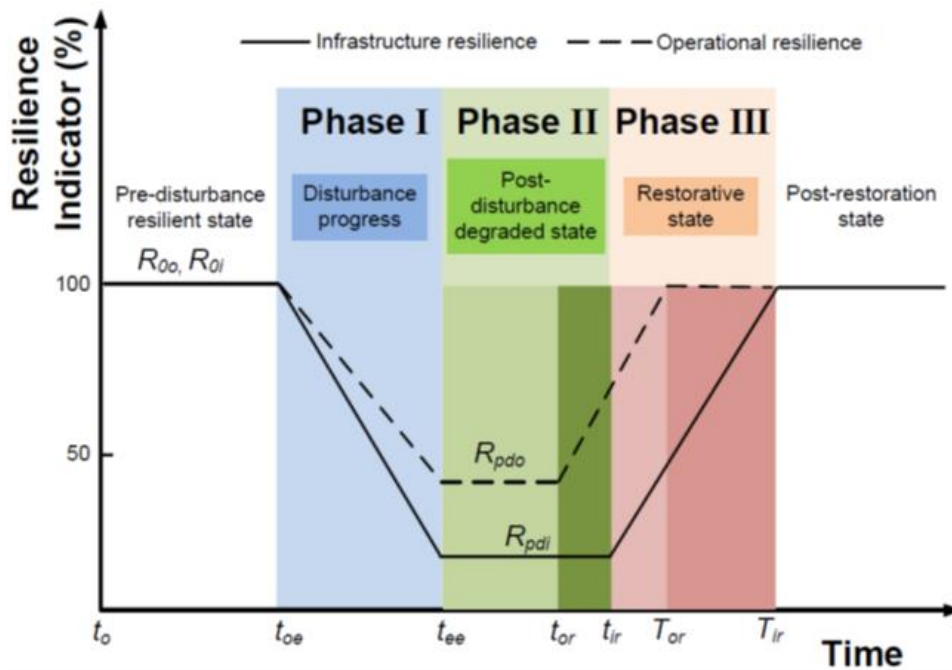 Resilience
Indicator (%)
Infrastructure resilience
Operational resilience
Phase I
Phase II
Phase III
Pre-disturbance
resilient state
Disturbance
progress
Post-
disturbance
degraded state
Restorative
state
Post-restoration
state
R0o, R0i
100
50
Rpdo
Rpdi
to
toe
tee
tor
tir
Tor
Tir
Time